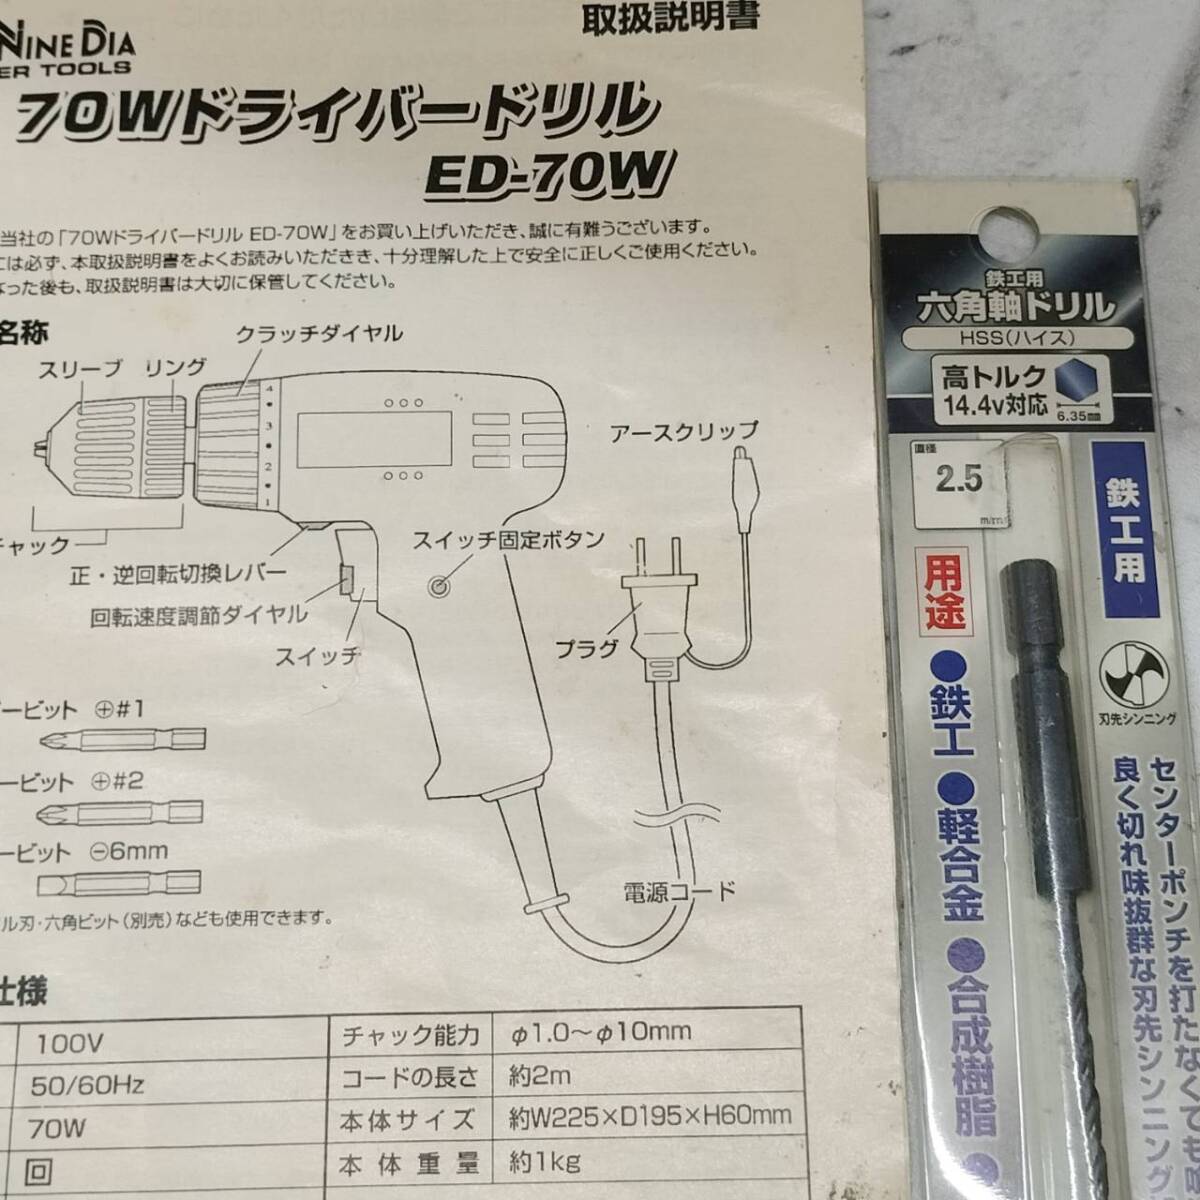 取扱説明書
NINE DIA
ER TOOLS
70Wドライバードリル
ED-70W
当社の「70Wドライバードリル ED-70W」をお買い上げいただき、誠に有難うございます。
には必ず、本取扱説明書をよくお読みいただきき、十分理解した上で安全に正しくご使用ください。
なった後も、取扱説明書は大切に保管してください。
名称
クラッチダイヤル
スリーブ リング
4
3
2
1
アースクリップ
チャック
スイッチ固定ボタン
正・逆回転切換レバー
回転速度調節ダイヤル
スイッチ
プラグ
ービット ⊕#1
ービット ⊕#2
ービット ⊖6mm
電源コード
ル刃・六角ビット(別売)なども使用できます。
仕様
100V チャック能力 φ1.0～φ10mm
50/60Hz コードの長さ 約2m
70W 本体サイズ 約W225×D195×H60mm
回 本体重量 約1kg
鉄工用
六角軸ドリル
HSS(ハイス)
高トルク
14.4v対応
6.35mm
直径
2.5
m/m
鉄工用
用途
●鉄工●軽合金●合成樹脂●
刃先シンニング
センターポンチを打たなくても
良く切れ味抜群な刃先シンニング